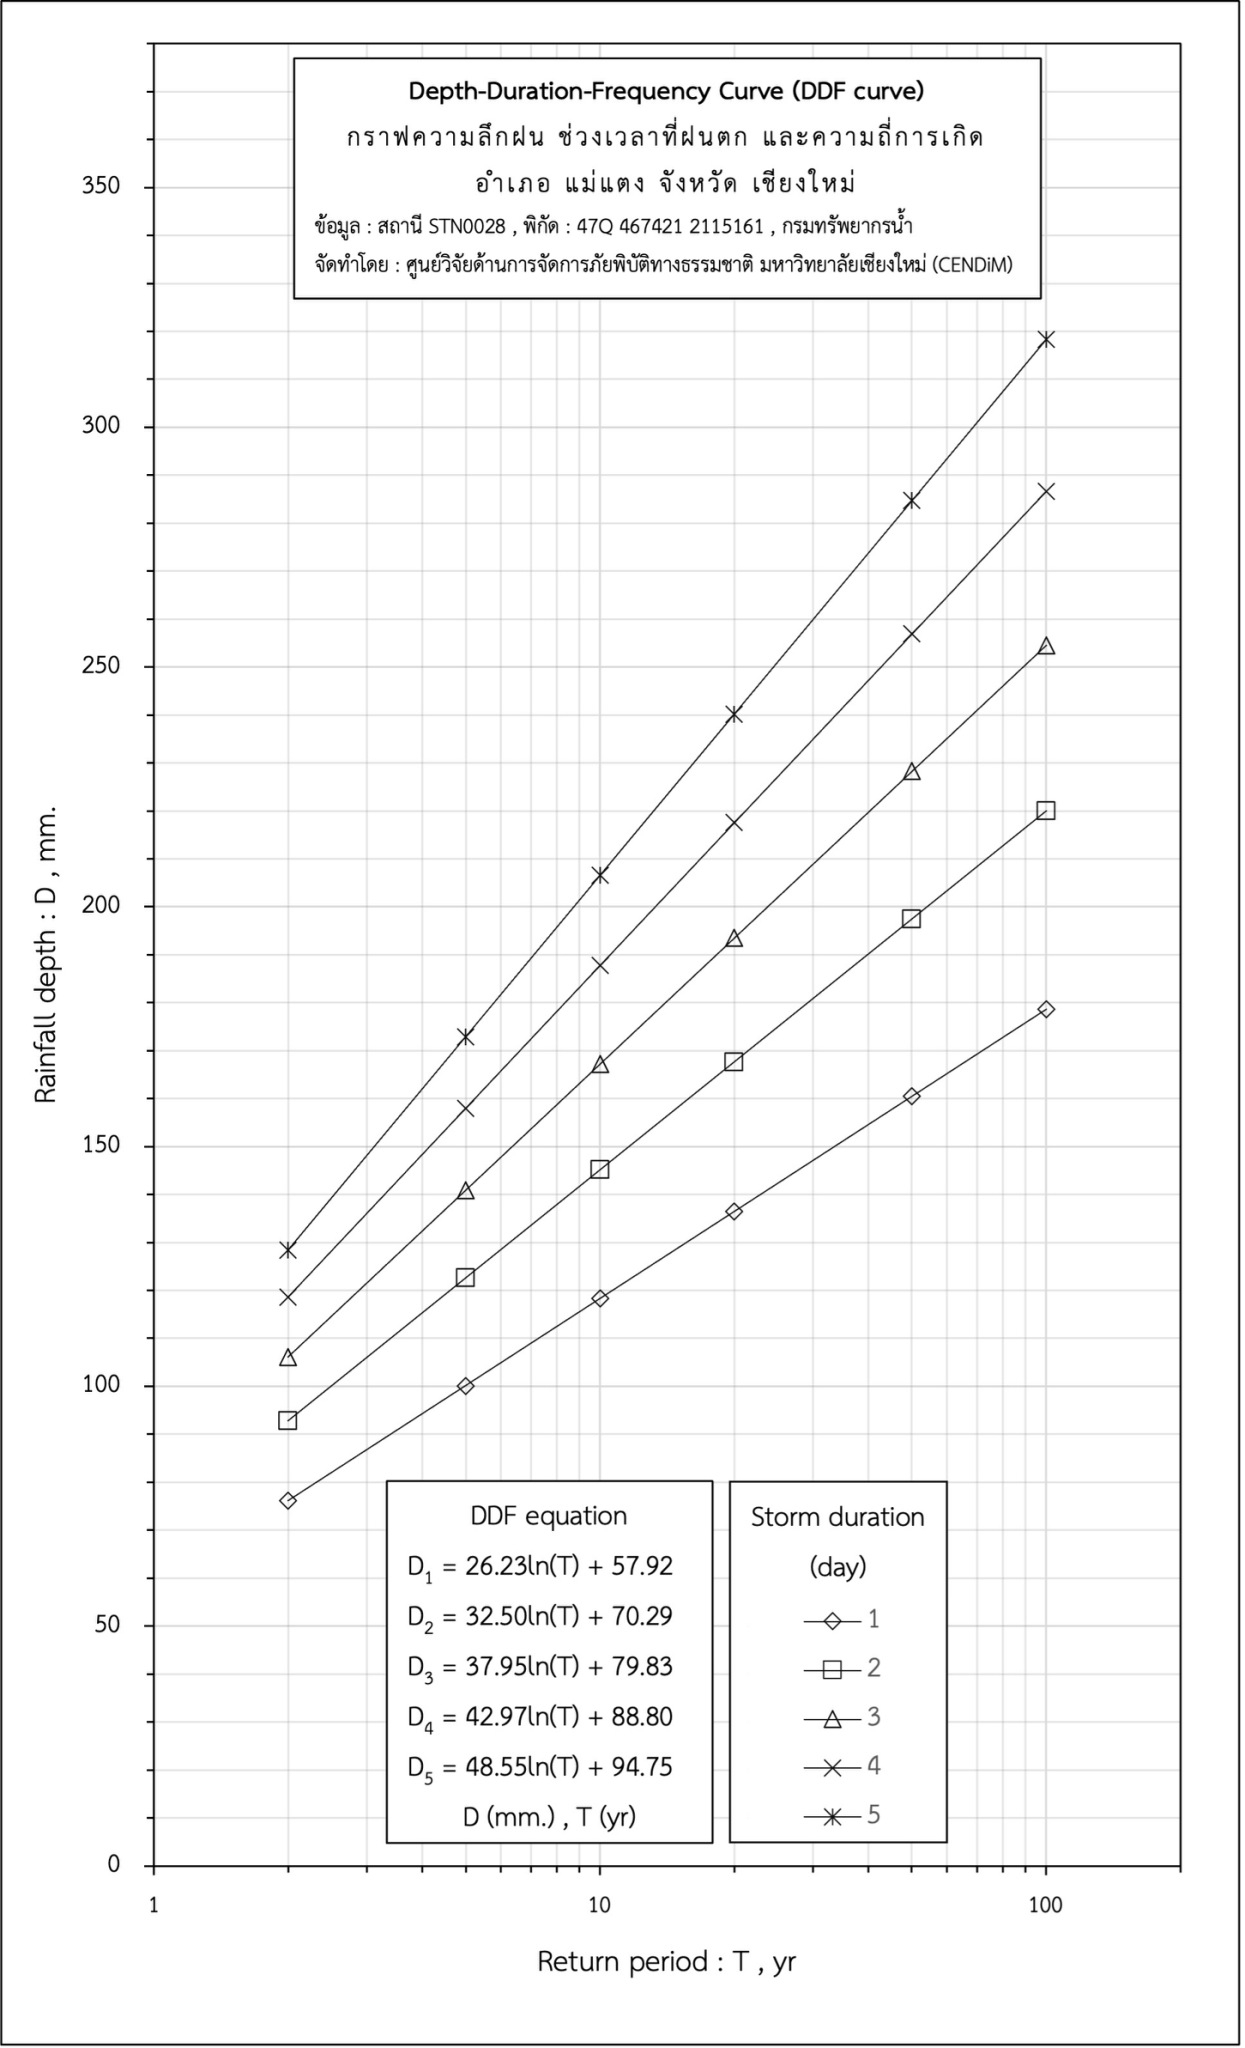 Depth-Duration-Frequency Curve (DDF curve)
กราฟความลึกฝน ช่วงเวลาที่ฝนตก และความถี่การเกิด
อำเภอ แม่แตง จังหวัด เชียงใหม่
ข้อมูล : สถานี STN0028 , พิกัด : 47Q 467421 2115161 , กรมทรัพยากรน้ำ
จัดทำโดย : ศูนย์วิจัยด้านการจัดการภัยพิบัติทางธรรมชาติ มหาวิทยาลัยเชียงใหม่ (CENDiM)
350
300
250
200
150
100
50
0
Rainfall depth : D , mm.
DDF equation
D₁ = 26.23ln(T) + 57.92
D₂ = 32.50ln(T) + 70.29
D₃ = 37.95ln(T) + 79.83
D₄ = 42.97ln(T) + 88.80
D₅ = 48.55ln(T) + 94.75
D (mm.) , T (yr)
Storm duration
(day)
1
2
3
4
5
1 10 100
Return period : T , yr